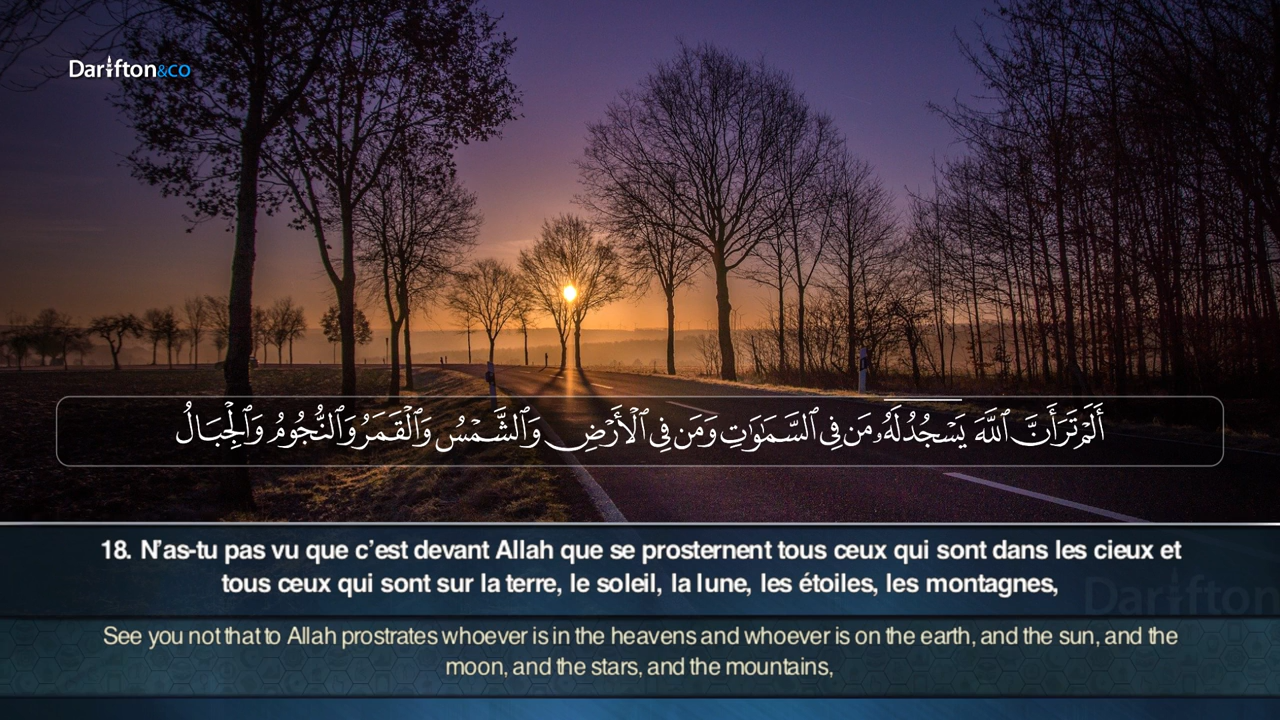 Darifton&co
أَلَمْ تَرَ أَنَّ ٱللَّهَ يَسْجُدُ لَهُۥ مَن فِى ٱلسَّمَٰوَٰتِ وَمَن فِى ٱلْأَرْضِ وَٱلشَّمْسُ وَٱلْقَمَرُ وَٱلنُّجُومُ وَٱلْجِبَالُ
18. N’as-tu pas vu que c’est devant Allah que se prosternent tous ceux qui sont dans les cieux et
tous ceux qui sont sur la terre, le soleil, la lune, les étoiles, les montagnes,
Darifton
See you not that to Allah prostrates whoever is in the heavens and whoever is on the earth, and the sun, and the
moon, and the stars, and the mountains,